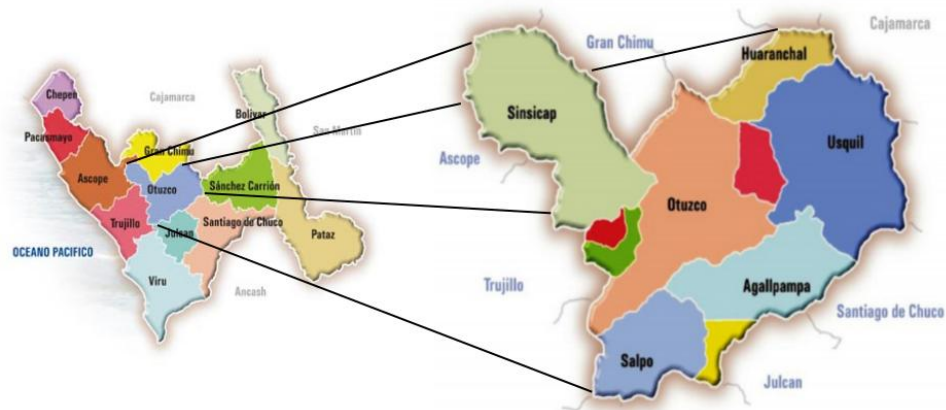 Chepen
Cajamarca
Pacasmayo
Bolivar
San Martin
Gran Chimu
Ascope
Otuzco
Sánchez Carrión
Trujillo
Julcan
Santiago de Chuco
Pataz
OCEANO PACIFICO
Viru
Ancash
Cajamarca
Gran Chimu
Huaranchal
Sinsicap
Usquil
Ascope
Otuzco
Trujillo
Agallpampa
Santiago de Chuco
Salpo
Julcan